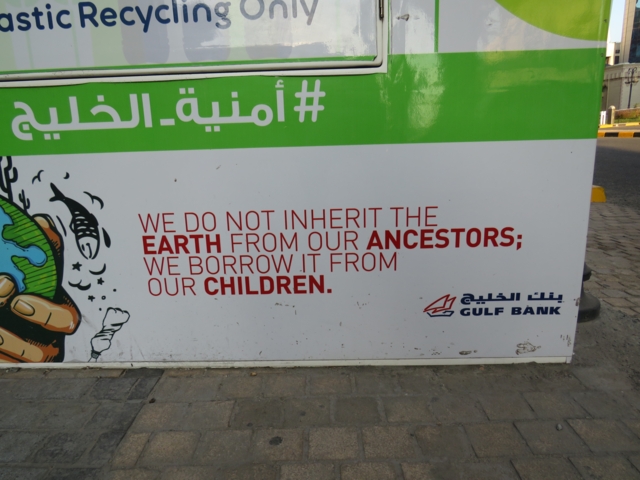 astic Recycling Only
#أمنية_الخليج
WE DO NOT INHERIT THE
EARTH FROM OUR ANCESTORS;
WE BORROW IT FROM
OUR CHILDREN.
بنك الخليج
GULF BANK